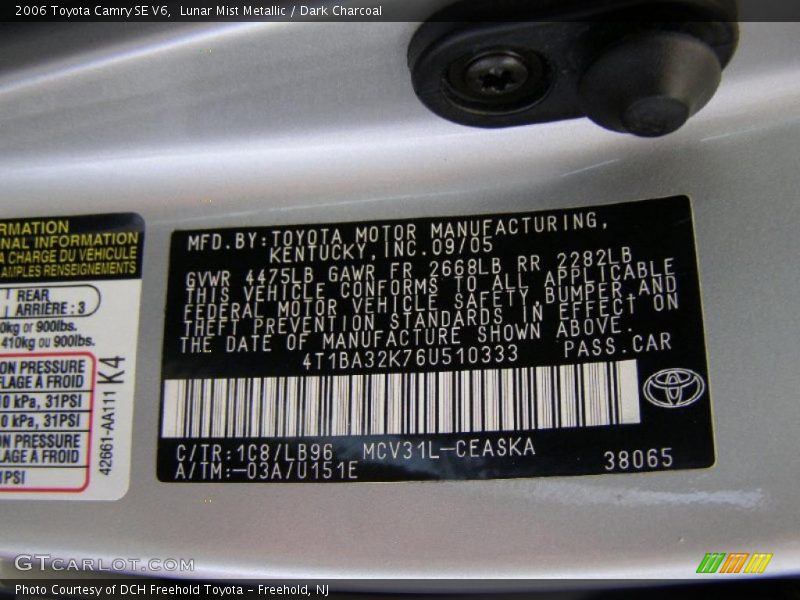 2006 Toyota Camry SE V6,  Lunar Mist Metallic / Dark Charcoal
RMATION
NAL INFORMATION
A CHARGE DU VÉHICULE
AMPLES RENSEIGNEMENTS
REAR
ARRIÈRE : 3
0kg or 900lbs.
410kg ou 900lbs.
ON PRESSURE
FLAGE À FROID
0 kPa, 31PSI
0 kPa, 31PSI
ON PRESSURE
FLAGE À FROID
1PSI
42661-AA111 K4
MFD.BY:TOYOTA MOTOR MANUFACTURING,
KENTUCKY,INC.09/05
GVWR 4475LB GAWR FR 2668LB RR 2282LB
THIS VEHICLE CONFORMS TO ALL APPLICABLE
FEDERAL MOTOR VEHICLE SAFETY,BUMPER AND
THEFT PREVENTION STANDARDS IN EFFECT ON
THE DATE OF MANUFACTURE SHOWN ABOVE.
4T1BA32K76U510333 PASS.CAR
C/TR:1C8/LB96 MCV31L-CEASKA
A/TM:-03A/U151E
38065
GTCARLOT.COM
Photo Courtesy of DCH Freehold Toyota - Freehold, NJ